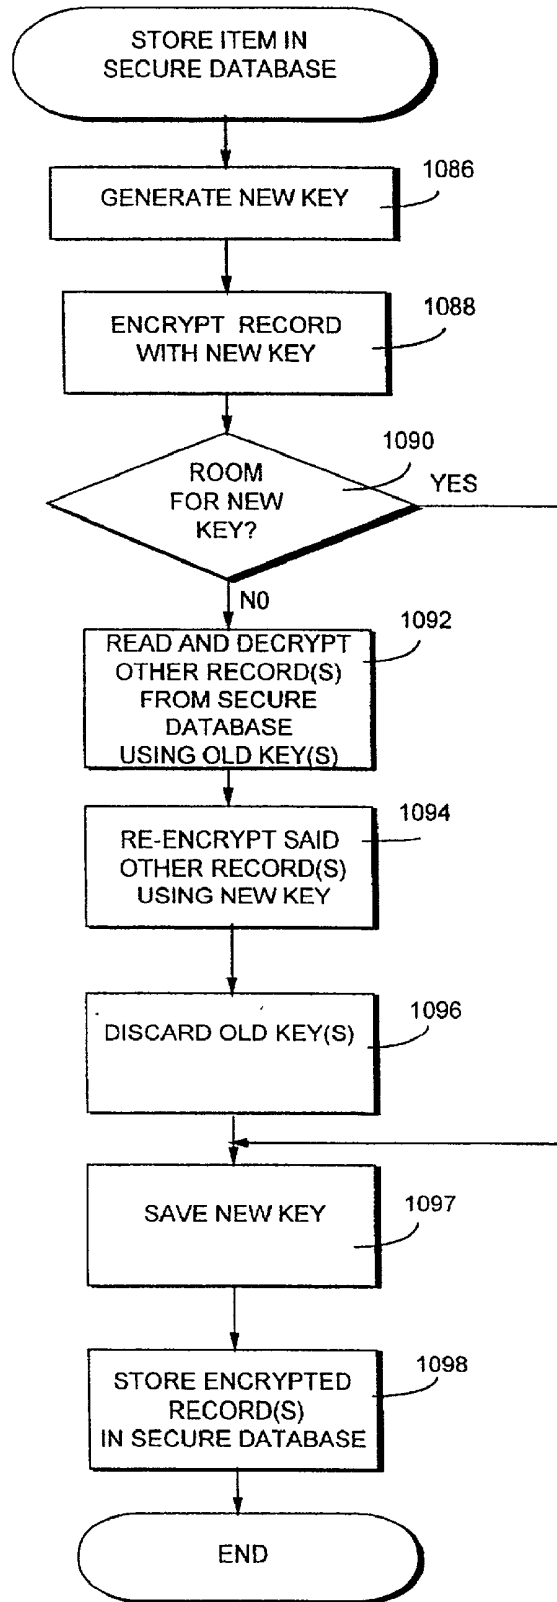 STORE ITEM IN
SECURE DATABASE
1086
GENERATE NEW KEY
1088
ENCRYPT RECORD
WITH NEW KEY
1090
ROOM
FOR NEW
KEY?
YES
N0
1092
READ AND DECRYPT
OTHER RECORD(S)
FROM SECURE
DATABASE
USING OLD KEY(S)
1094
RE-ENCRYPT SAID
OTHER RECORD(S)
USING NEW KEY
1096
DISCARD OLD KEY(S)
1097
SAVE NEW KEY
1098
STORE ENCRYPTED
RECORD(S)
IN SECURE DATABASE
END